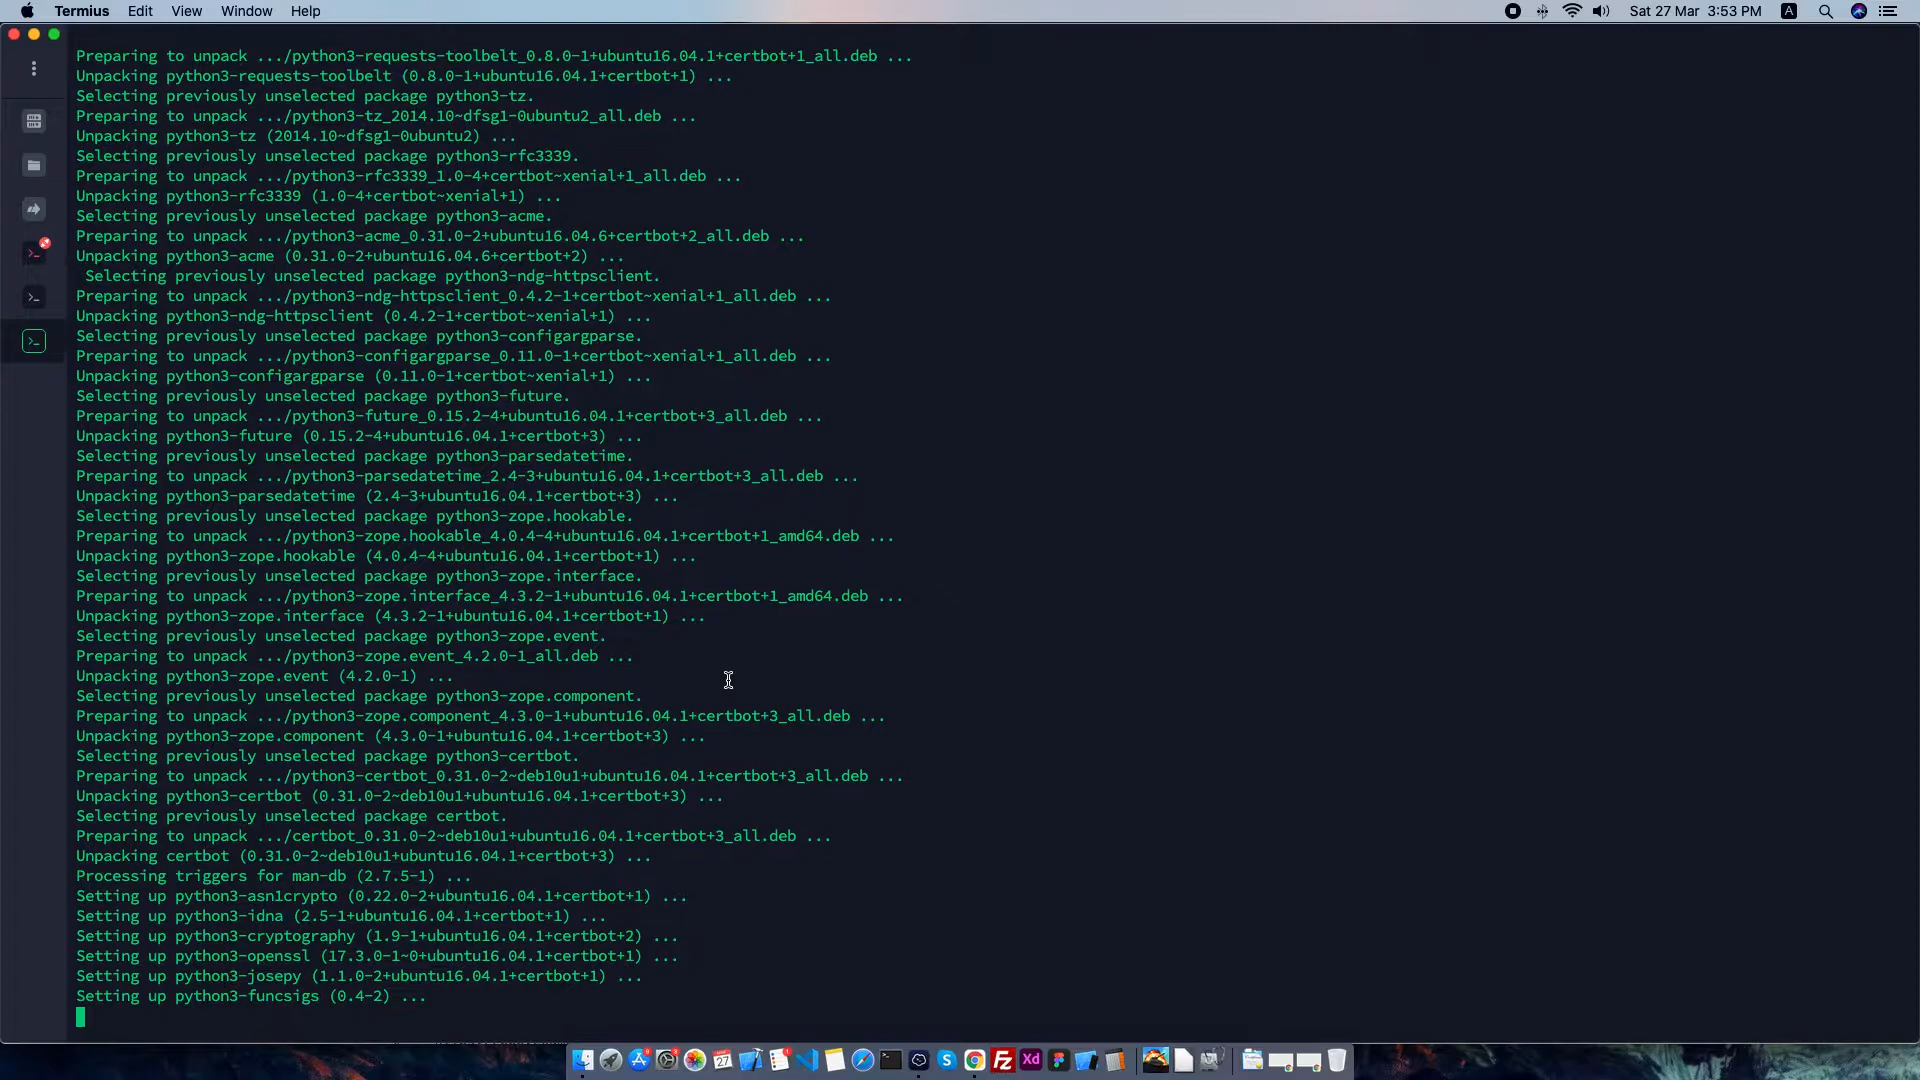 Termius Edit View Window Help
Sat 27 Mar 3:53 PM A
Preparing to unpack .../python3-requests-toolbelt_0.8.0-1+ubuntu16.04.1+certbot+1_all.deb ...
Unpacking python3-requests-toolbelt (0.8.0-1+ubuntu16.04.1+certbot+1) ...
Selecting previously unselected package python3-tz.
Preparing to unpack .../python3-tz_2014.10~dfsg1-0ubuntu2_all.deb ...
Unpacking python3-tz (2014.10~dfsg1-0ubuntu2) ...
Selecting previously unselected package python3-rfc3339.
Preparing to unpack .../python3-rfc3339_1.0-4+certbot~xenial+1_all.deb ...
Unpacking python3-rfc3339 (1.0-4+certbot~xenial+1) ...
Selecting previously unselected package python3-acme.
Preparing to unpack .../python3-acme_0.31.0-2+ubuntu16.04.6+certbot+2_all.deb ...
Unpacking python3-acme (0.31.0-2+ubuntu16.04.6+certbot+2) ...
Selecting previously unselected package python3-ndg-httpsclient.
Preparing to unpack .../python3-ndg-httpsclient_0.4.2-1+certbot~xenial+1_all.deb ...
Unpacking python3-ndg-httpsclient (0.4.2-1+certbot~xenial+1) ...
Selecting previously unselected package python3-configargparse.
Preparing to unpack .../python3-configargparse_0.11.0-1+certbot~xenial+1_all.deb ...
Unpacking python3-configargparse (0.11.0-1+certbot~xenial+1) ...
Selecting previously unselected package python3-future.
Preparing to unpack .../python3-future_0.15.2-4+ubuntu16.04.1+certbot+3_all.deb ...
Unpacking python3-future (0.15.2-4+ubuntu16.04.1+certbot+3) ...
Selecting previously unselected package python3-parsedatetime.
Preparing to unpack .../python3-parsedatetime_2.4-3+ubuntu16.04.1+certbot+3_all.deb ...
Unpacking python3-parsedatetime (2.4-3+ubuntu16.04.1+certbot+3) ...
Selecting previously unselected package python3-zope.hookable.
Preparing to unpack .../python3-zope.hookable_4.0.4-4+ubuntu16.04.1+certbot+1_amd64.deb ...
Unpacking python3-zope.hookable (4.0.4-4+ubuntu16.04.1+certbot+1) ...
Selecting previously unselected package python3-zope.interface.
Preparing to unpack .../python3-zope.interface_4.3.2-1+ubuntu16.04.1+certbot+1_amd64.deb ...
Unpacking python3-zope.interface (4.3.2-1+ubuntu16.04.1+certbot+1) ...
Selecting previously unselected package python3-zope.event.
Preparing to unpack .../python3-zope.event_4.2.0-1_all.deb ...
Unpacking python3-zope.event (4.2.0-1) ...
Selecting previously unselected package python3-zope.component.
Preparing to unpack .../python3-zope.component_4.3.0-1+ubuntu16.04.1+certbot+3_all.deb ...
Unpacking python3-zope.component (4.3.0-1+ubuntu16.04.1+certbot+3) ...
Selecting previously unselected package python3-certbot.
Preparing to unpack .../python3-certbot_0.31.0-2~deb10u1+ubuntu16.04.1+certbot+3_all.deb ...
Unpacking python3-certbot (0.31.0-2~deb10u1+ubuntu16.04.1+certbot+3) ...
Selecting previously unselected package certbot.
Preparing to unpack .../certbot_0.31.0-2~deb10u1+ubuntu16.04.1+certbot+3_all.deb ...
Unpacking certbot (0.31.0-2~deb10u1+ubuntu16.04.1+certbot+3) ...
Processing triggers for man-db (2.7.5-1) ...
Setting up python3-asn1crypto (0.22.0-2+ubuntu16.04.1+certbot+1) ...
Setting up python3-idna (2.5-1+ubuntu16.04.1+certbot+1) ...
Setting up python3-cryptography (1.9-1+ubuntu16.04.1+certbot+2) ...
Setting up python3-openssl (17.3.0-1~0+ubuntu16.04.1+certbot+1) ...
Setting up python3-josepy (1.1.0-2+ubuntu16.04.1+certbot+1) ...
Setting up python3-funcsigs (0.4-2) ...
27 Fz Xd